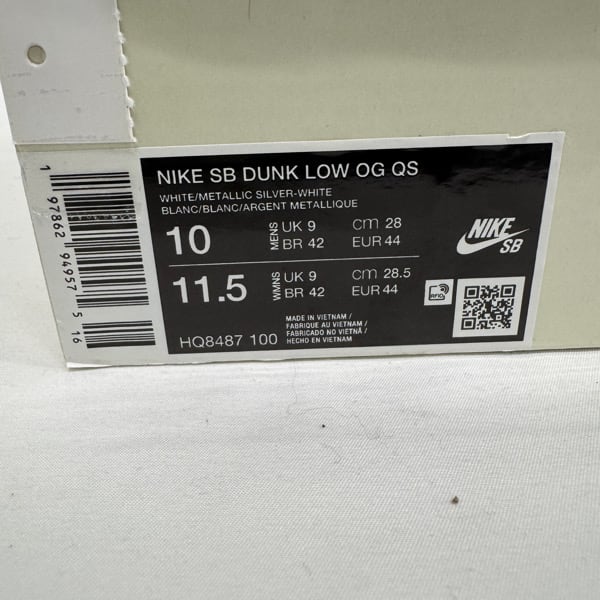 NIKE SB DUNK LOW OG QS
WHITE/METALLIC SILVER-WHITE
BLANC/BLANC/ARGENT METALLIQUE
10 MENS UK 9 cm 28
BR 42 EUR 44
11.5 WMNS UK 9 cm 28.5
BR 42 EUR 44
HQ8487 100
MADE IN VIETNAM /
FABRIQUE AU VIETNAM /
FABRICADO NO VIETNÃ /
HECHO EN VIETNAM
RFID
NIKE
SB
1 97862 94957 5 16